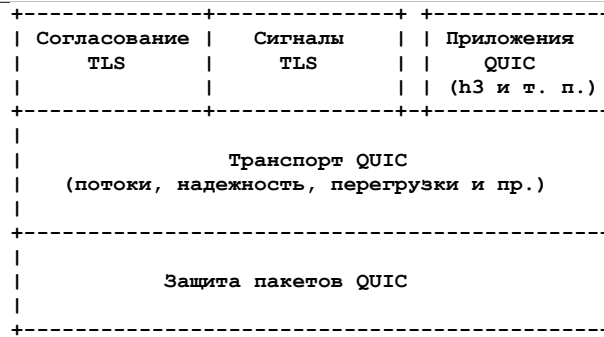 Согласование Сигналы Приложения
TLS TLS QUIC
(h3 и т. п.)
Транспорт QUIC
(потоки, надежность, перегрузки и пр.)
Защита пакетов QUIC